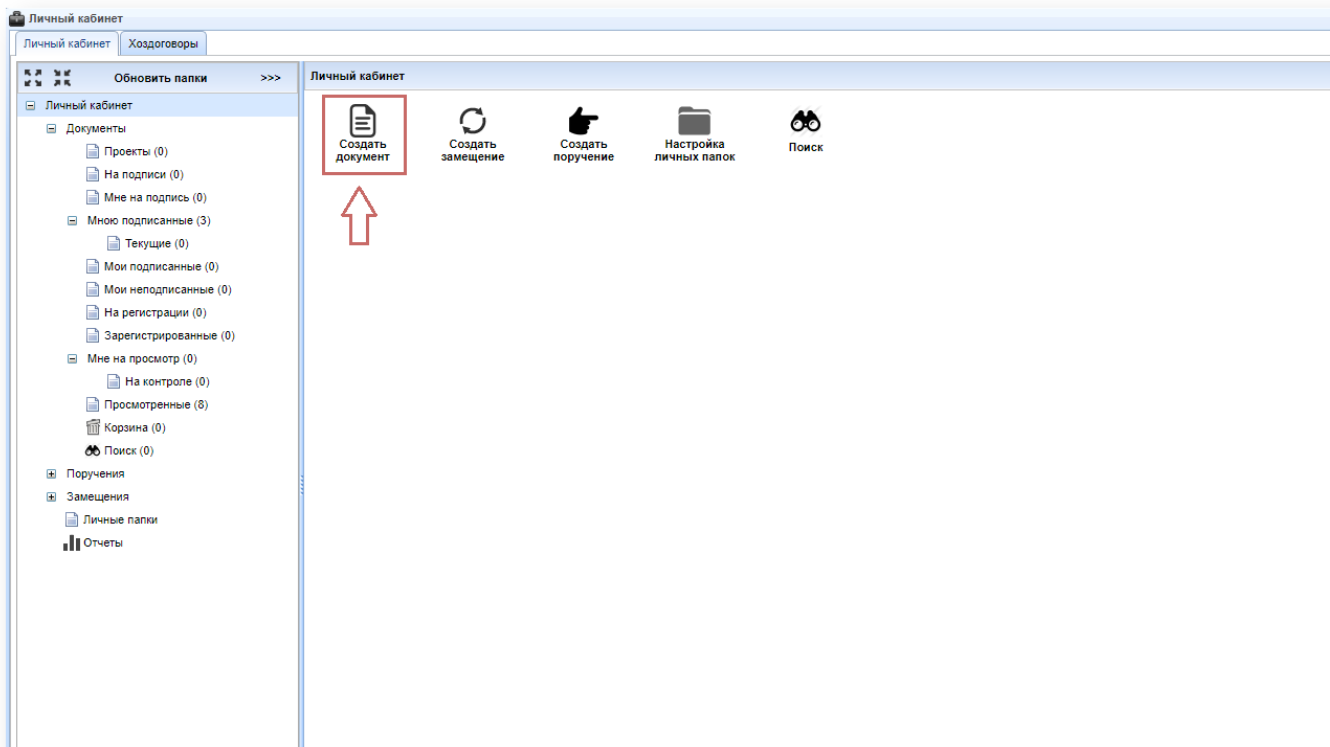 Личный кабинет
Личный кабинет Хоздоговоры
Обновить папки >>>
Личный кабинет
Документы
Проекты (0)
На подписи (0)
Мне на подпись (0)
Мною подписанные (3)
Текущие (0)
Мои подписанные (0)
Мои неподписанные (0)
На регистрации (0)
Зарегистрированные (0)
Мне на просмотр (0)
На контроле (0)
Просмотренные (8)
Корзина (0)
Поиск (0)
Поручения
Замещения
Личные папки
Отчеты
Личный кабинет
Создать
документ
Создать
замещение
Создать
поручение
Настройка
личных папок
Поиск